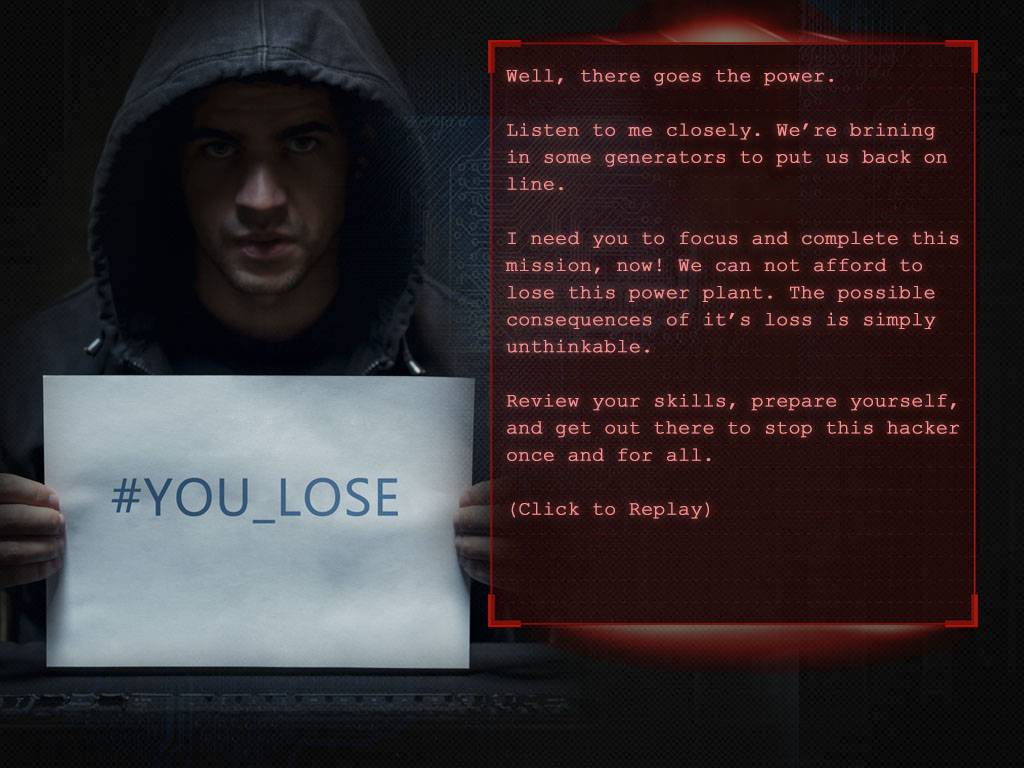 Well, there goes the power.
Listen to me closely. We’re brining
in some generators to put us back on
line.
I need you to focus and complete this
mission, now! We can not afford to
lose this power plant. The possible
consequences of it’s loss is simply
unthinkable.
Review your skills, prepare yourself,
and get out there to stop this hacker
once and for all.
(Click to Replay)
#YOU_LOSE